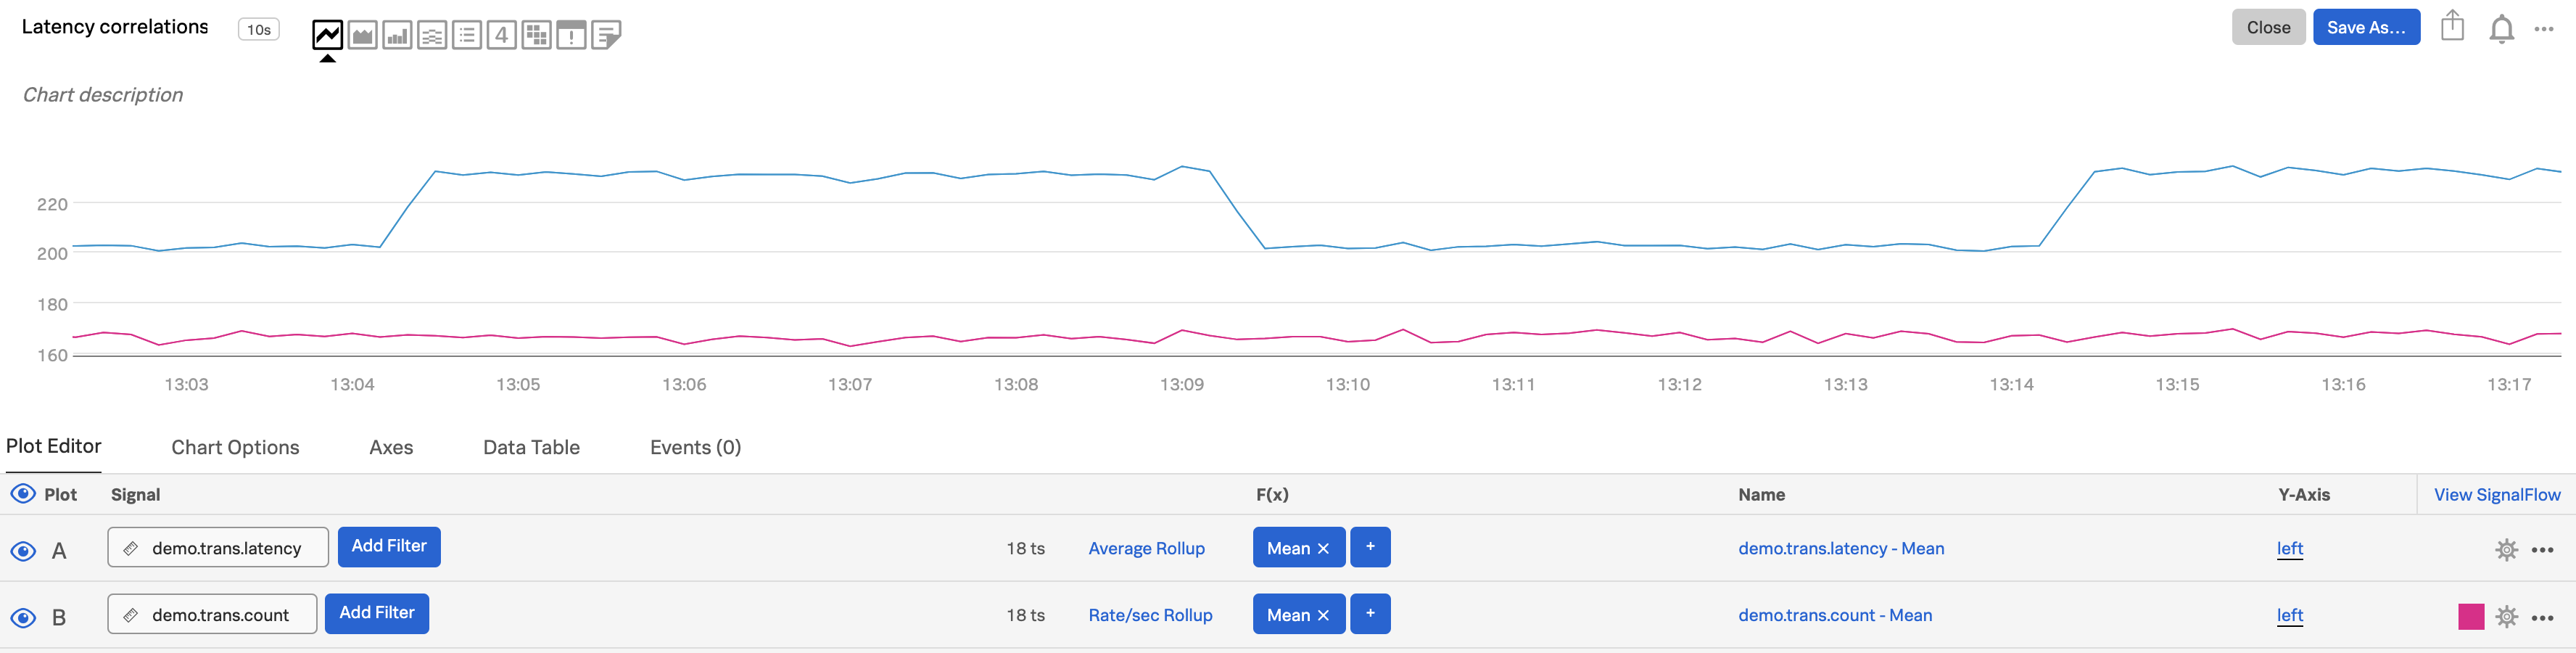 Latency correlations 10s 4 Close Save As...
Chart description
220
200
180
160
13:03 13:04 13:05 13:06 13:07 13:08 13:09 13:10 13:11 13:12 13:13 13:14 13:15 13:16 13:17
Plot Editor Chart Options Axes Data Table Events (0)
Plot Signal F(x) Name Y-Axis View SignalFlow
A demo.trans.latency Add Filter 18 ts Average Rollup Mean × + demo.trans.latency - Mean left
B demo.trans.count Add Filter 18 ts Rate/sec Rollup Mean × + demo.trans.count - Mean left